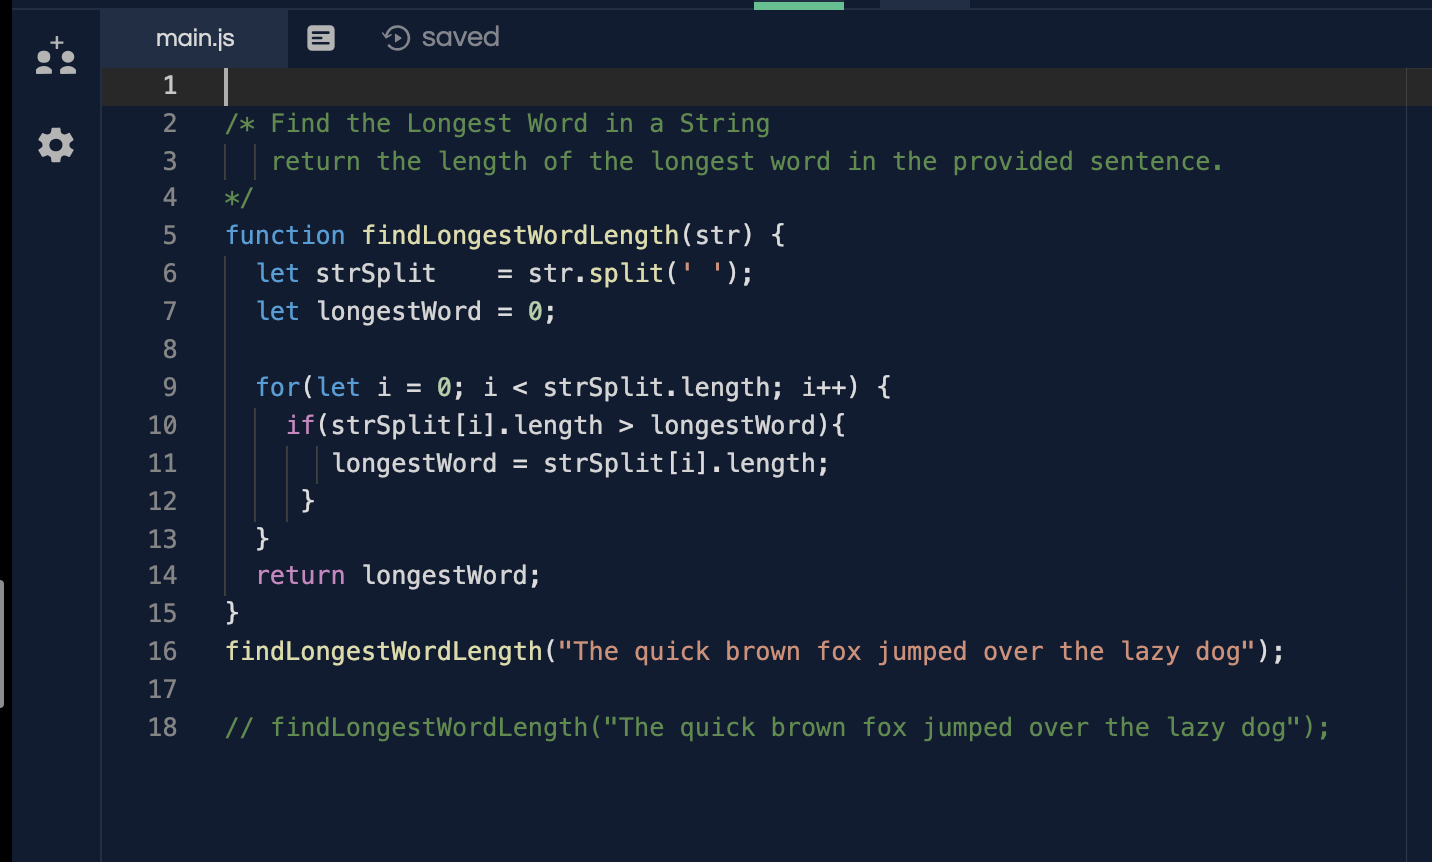 main.js saved
1
2 /* Find the Longest Word in a String
3 return the length of the longest word in the provided sentence.
4 */
5 function findLongestWordLength(str) {
6 let strSplit    = str.split(' ');
7 let longestWord = 0;
8
9 for(let i = 0; i < strSplit.length; i++) {
10 if(strSplit[i].length > longestWord){
11 longestWord = strSplit[i].length;
12 }
13 }
14 return longestWord;
15 }
16 findLongestWordLength("The quick brown fox jumped over the lazy dog");
17
18 // findLongestWordLength("The quick brown fox jumped over the lazy dog");